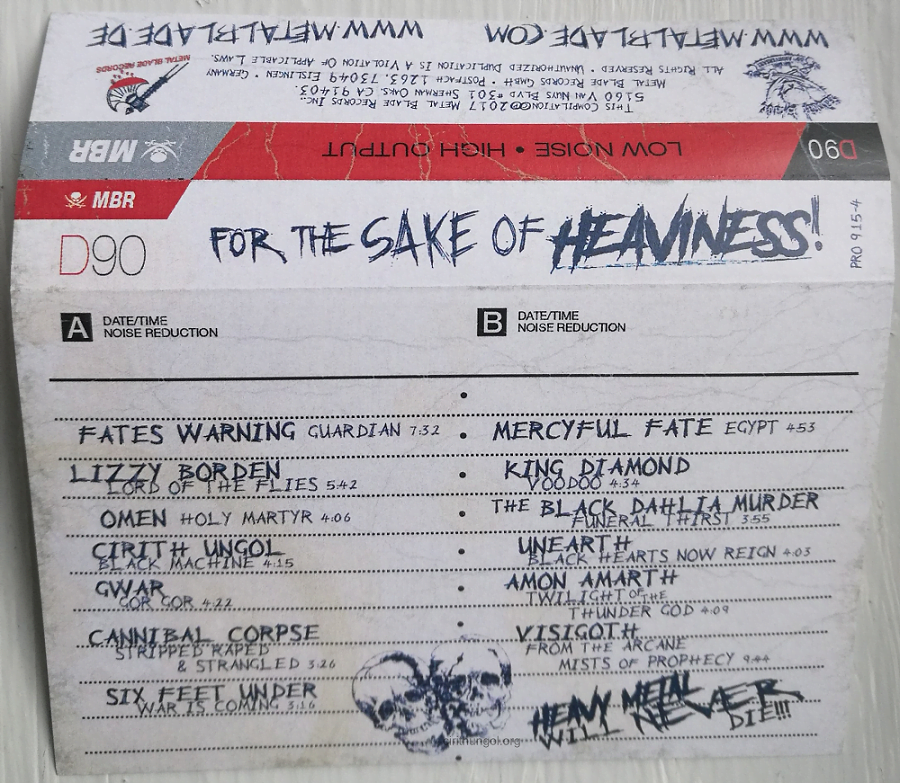 WWW.METALBLADE.DE
WWW.METALBLADE.COM
METAL BLADE RECORDS
THIS COMPILATION ©℗ 2017 METAL BLADE RECORDS INC..
5160 VAN NUYS BLVD #301 SHERMAN OAKS. CA 91403.
METAL BLADE RECORDS GMBH • POSTFACH 1265. 73049 EISLINGEN • GERMANY
ALL RIGHTS RESERVED • UNAUTHORIZED DUPLICATION IS A VIOLATION OF APPLICABLE LAWS.
D90
LOW NOISE • HIGH OUTPUT
MBR
MBR
D90
FOR THE SAKE OF HEAVINESS!
PRO 915-4
A DATE/TIME
NOISE REDUCTION
B DATE/TIME
NOISE REDUCTION
FATES WARNING GUARDIAN 7:32
LIZZY BORDEN
LORD OF THE FLIES 5:42
OMEN HOLY MARTYR 4:06
CIRITH UNGOL
BLACK MACHINE 4:15
GWAR
GOR GOR 4:22
CANNIBAL CORPSE
STRIPPED RAPED
& STRANGLED 3:26
SIX FEET UNDER
WAR IS COMING 3:16
MERCYFUL FATE EGYPT 4:53
KING DIAMOND
VOODOO 4:34
THE BLACK DAHLIA MURDER
FUNERAL THIRST 3:55
UNEARTH
BLACK HEARTS NOW REIGN 4:03
AMON AMARTH
TWILIGHT OF THE
THUNDER GOD 4:09
VISIGOTH
FROM THE ARCANE
MISTS OF PROPHECY 9:44
HEAVY METAL
WILL NEVER
DIE!!!